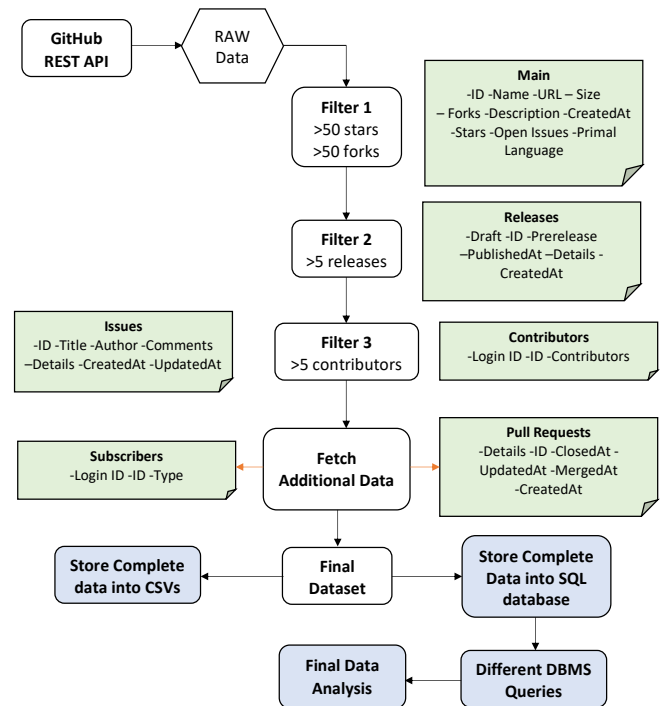 GitHub
REST API
RAW
Data
Filter 1
>50 stars
>50 forks
Main
-ID -Name -URL – Size
– Forks -Description -CreatedAt
-Stars -Open Issues -Primal
Language
Filter 2
>5 releases
Releases
-Draft -ID -Prerelease
–PublishedAt –Details -
CreatedAt
Issues
-ID -Title -Author -Comments
–Details -CreatedAt -UpdatedAt
Filter 3
>5 contributors
Contributors
-Login ID -ID -Contributors
Subscribers
-Login ID -ID -Type
Fetch
Additional Data
Pull Requests
-Details -ID -ClosedAt -
UpdatedAt -MergedAt
-CreatedAt
Store Complete
data into CSVs
Final
Dataset
Store Complete
Data into SQL
database
Final Data
Analysis
Different DBMS
Queries